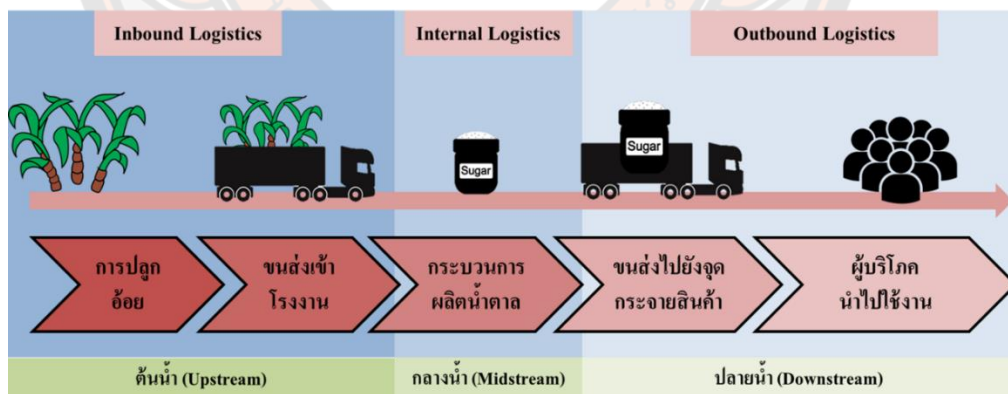 Inbound Logistics
Internal Logistics
Outbound Logistics
Sugar
Sugar
การปลูก
อ้อย
ขนส่งเข้า
โรงงาน
กระบวนการ
ผลิตน้ำตาล
ขนส่งไปยังจุด
กระจายสินค้า
ผู้บริโภค
นำไปใช้งาน
ต้นน้ำ (Upstream)
กลางน้ำ (Midstream)
ปลายน้ำ (Downstream)